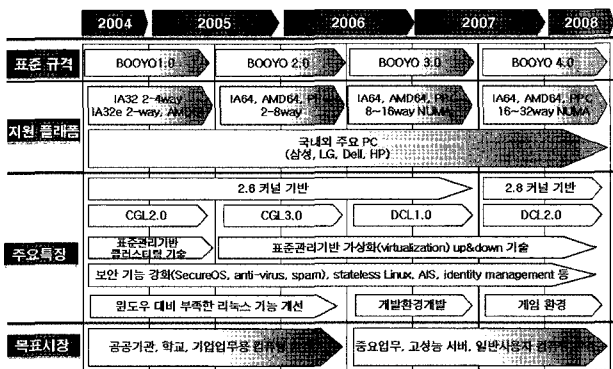 2004 2005 2006 2007 2008
표준 규격 BOOYO1.0 BOOYO 2.0 BOOYO 3.0 BOOYO 4.0
지원 플래폼
IA32 2-4way IA64, AMD64, IA64, AMD64, PPC IA64, AMD64, PPC
IA32e 2-way, 2-8way 8~16way NUMA 16~32way NUMA
국내외 주요 PC
(삼성, LG, Dell, HP)
주요특징
2.6 커널 기반 2.8 커널 기반
CGL2.0 CGL3.0 DCL1.0 DCL2.0
표준관리기반
클러스터링 기술
표준관리기반 가상화(virtualization) up&down 기술
보안 기능 강화(SecureOS, anti-virus, spam), stateless Linux, AIS, identity management 등
윈도우 대비 부족한 리눅스 기능 개선 개발환경개발 게임 환경
목표시장 공공기관, 학교, 기업업무용 컴퓨팅 중요업무, 고성능 서버, 일반사용자